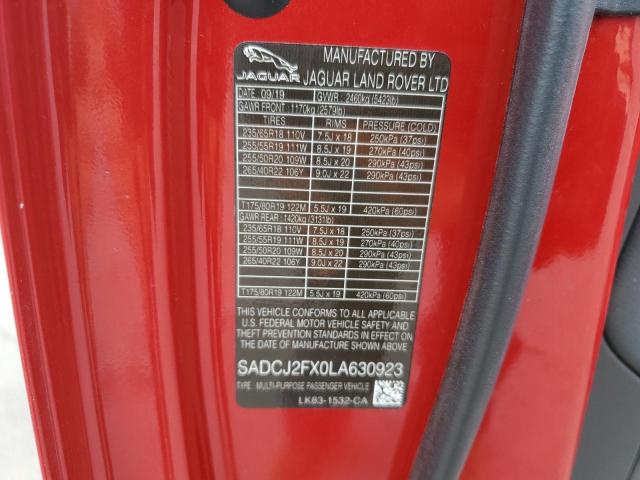 MANUFACTURED BY
JAGUAR JAGUAR LAND ROVER LTD
DATE 09/19 GVWR 2460kg (5423lb)
GAWR FRONT : 1170kg (2579lb)
TIRES RIMS PRESSURE (COLD)
235/65R18 110V 7.5J x 18 250kPa (37psi)
255/55R19 111W 8.5J x 19 270kPa (40psi)
255/50R20 109W 8.5J x 20 290kPa (43psi)
265/40R22 106Y 9.0J x 22 290kPa (43psi)
T175/80R19 122M 5.5J x 19 420kPa (60psi)
GAWR REAR : 1420kg (3131lb)
235/65R18 110V 7.5J x 18 250kPa (37psi)
255/55R19 111W 8.5J x 19 270kPa (40psi)
255/50R20 109W 8.5J x 20 290kPa (43psi)
265/40R22 106Y 9.0J x 22 290kPa (43psi)
T175/80R19 122M 5.5J x 19 420kPa (60psi)
THIS VEHICLE CONFORMS TO ALL APPLICABLE
U.S. FEDERAL MOTOR VEHICLE SAFETY AND
THEFT PREVENTION STANDARDS IN EFFECT ON
THE DATE OF MANUFACTURE SHOWN ABOVE.
SADCJ2FX0LA630923
TYPE MULTI-PURPOSE PASSENGER VEHICLE
LK83-1532-CA